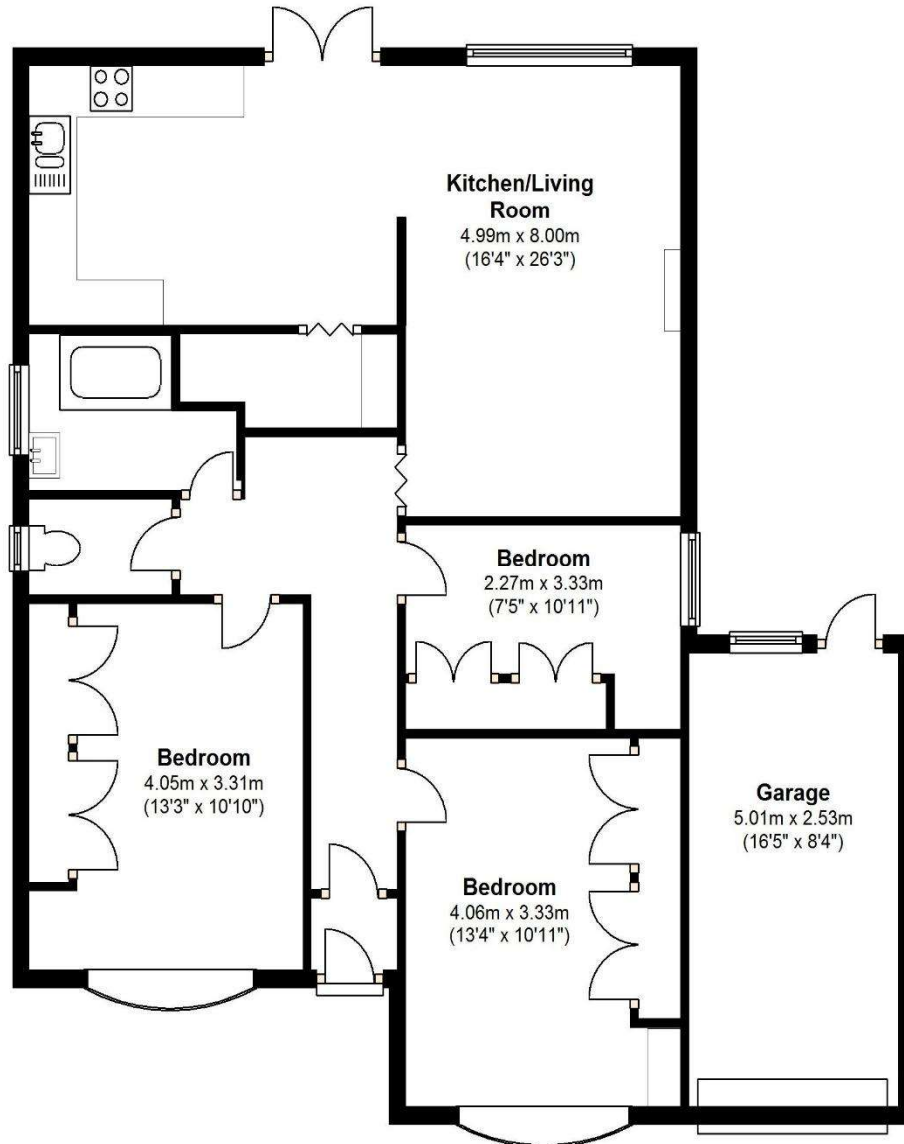 Kitchen/Living
Room
4.99m x 8.00m
(16'4" x 26'3")
Bedroom
2.27m x 3.33m
(7'5" x 10'11")
Bedroom
4.05m x 3.31m
(13'3" x 10'10")
Garage
5.01m x 2.53m
(16'5" x 8'4")
Bedroom
4.06m x 3.33m
(13'4" x 10'11")